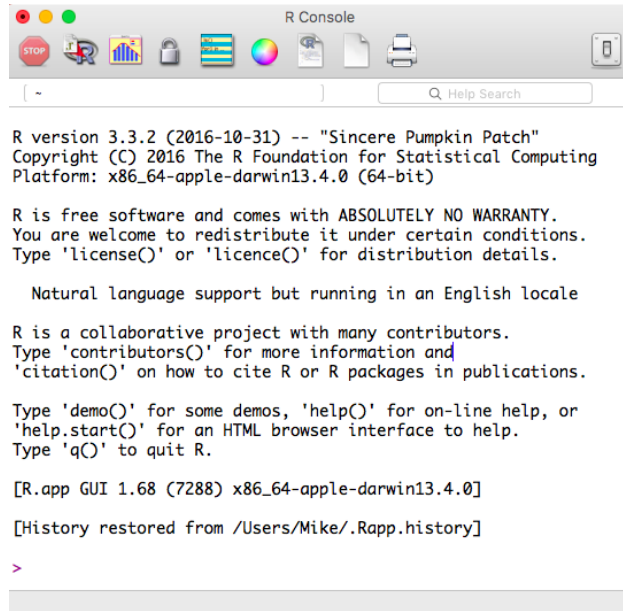 R Console
STOP
R
~
Help Search
R version 3.3.2 (2016-10-31) -- "Sincere Pumpkin Patch"
Copyright (C) 2016 The R Foundation for Statistical Computing
Platform: x86_64-apple-darwin13.4.0 (64-bit)
R is free software and comes with ABSOLUTELY NO WARRANTY.
You are welcome to redistribute it under certain conditions.
Type 'license()' or 'licence()' for distribution details.
Natural language support but running in an English locale
R is a collaborative project with many contributors.
Type 'contributors()' for more information and
'citation()' on how to cite R or R packages in publications.
Type 'demo()' for some demos, 'help()' for on-line help, or
'help.start()' for an HTML browser interface to help.
Type 'q()' to quit R.
[R.app GUI 1.68 (7288) x86_64-apple-darwin13.4.0]
[History restored from /Users/Mike/.Rapp.history]
>